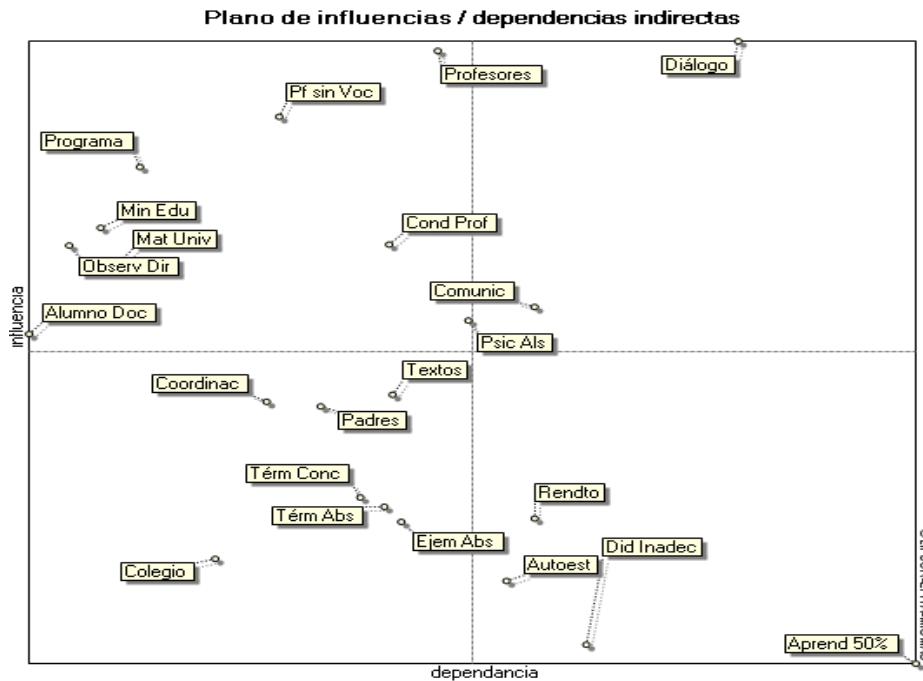 Plano de influencias / dependencias indirectas
Profesores
Diálogo
Pf sin Voc
Programa
Min Edu
Cond Prof
Mat Univ
Observ Dir
Comunic
Alumno Doc
influencia
Psic Als
Textos
Coordinac
Padres
Térm Conc
Rendto
Térm Abs
Ejem Abs
Did Inadec
Autoest
Colegio
Aprend 50%
dependancia